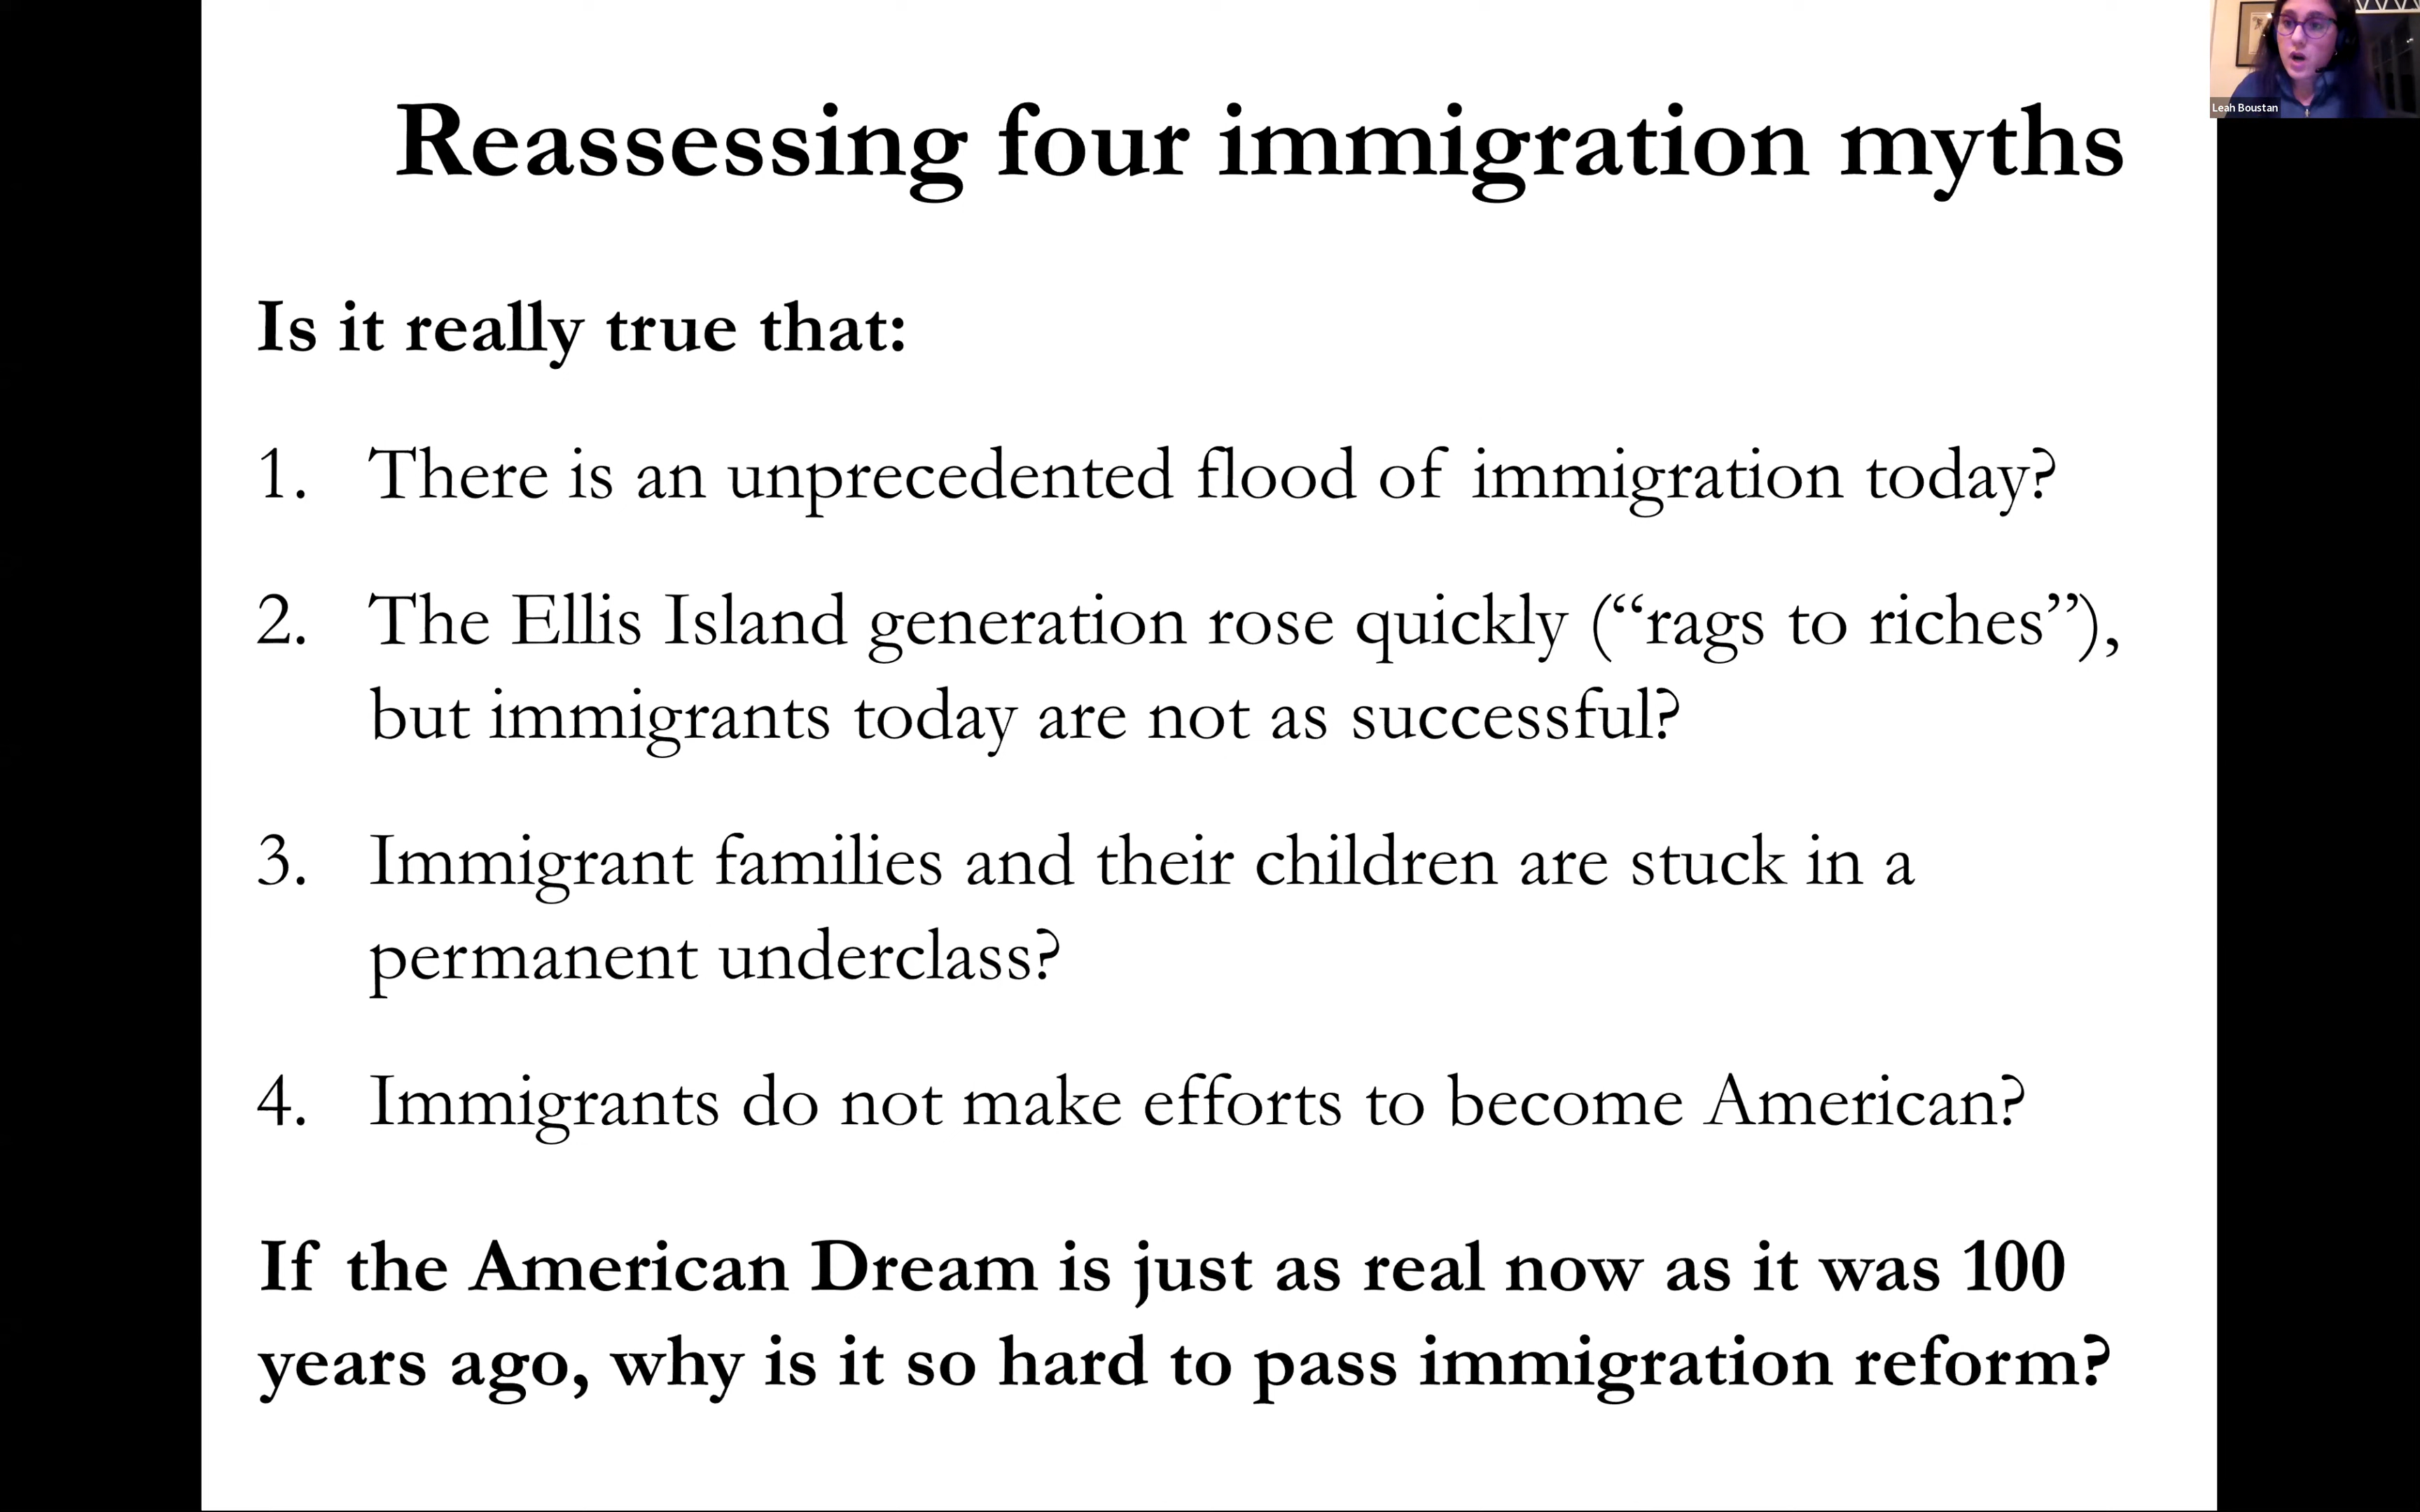 Leah Boustan
Reassessing four immigration myths
Is it really true that:
1. There is an unprecedented flood of immigration today?
2. The Ellis Island generation rose quickly (“rags to riches”),
but immigrants today are not as successful?
3. Immigrant families and their children are stuck in a
permanent underclass?
4. Immigrants do not make efforts to become American?
If the American Dream is just as real now as it was 100
years ago, why is it so hard to pass immigration reform?